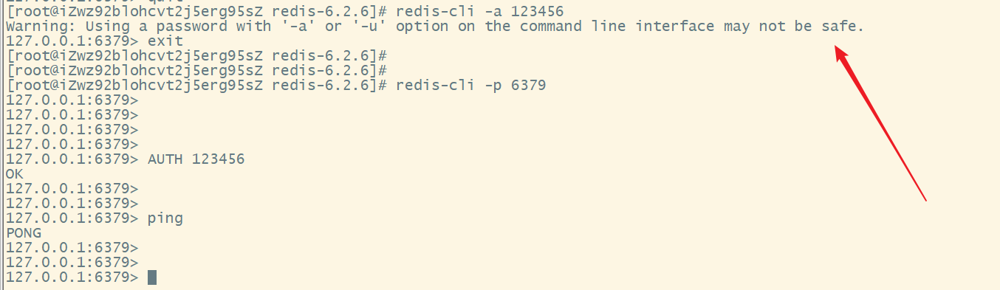 [root@iZwz92blohcvt2j5erg95sZ redis-6.2.6]# redis-cli -a 123456
Warning: Using a password with '-a' or '-u' option on the command line interface may not be safe.
127.0.0.1:6379> exit
[root@iZwz92blohcvt2j5erg95sZ redis-6.2.6]#
[root@iZwz92blohcvt2j5erg95sZ redis-6.2.6]#
[root@iZwz92blohcvt2j5erg95sZ redis-6.2.6]# redis-cli -p 6379
127.0.0.1:6379>
127.0.0.1:6379>
127.0.0.1:6379>
127.0.0.1:6379>
127.0.0.1:6379> AUTH 123456
OK
127.0.0.1:6379>
127.0.0.1:6379>
127.0.0.1:6379> ping
PONG
127.0.0.1:6379>
127.0.0.1:6379>
127.0.0.1:6379>